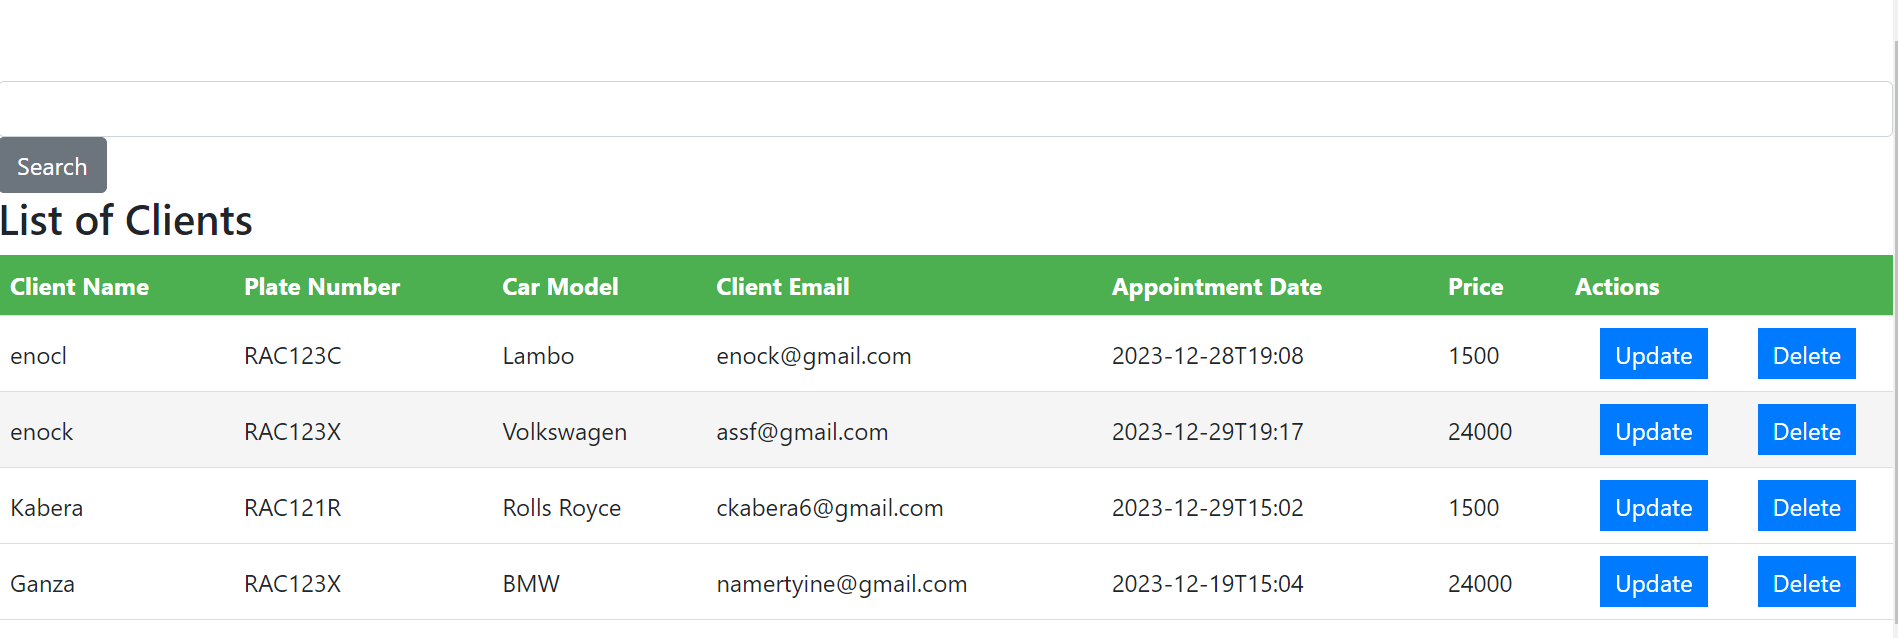 Search
List of Clients
Client Name Plate Number Car Model Client Email Appointment Date Price Actions
enocl RAC123C Lambo enock@gmail.com 2023-12-28T19:08 1500 Update Delete
enock RAC123X Volkswagen assf@gmail.com 2023-12-29T19:17 24000 Update Delete
Kabera RAC121R Rolls Royce ckabera6@gmail.com 2023-12-29T15:02 1500 Update Delete
Ganza RAC123X BMW namertyine@gmail.com 2023-12-19T15:04 24000 Update Delete